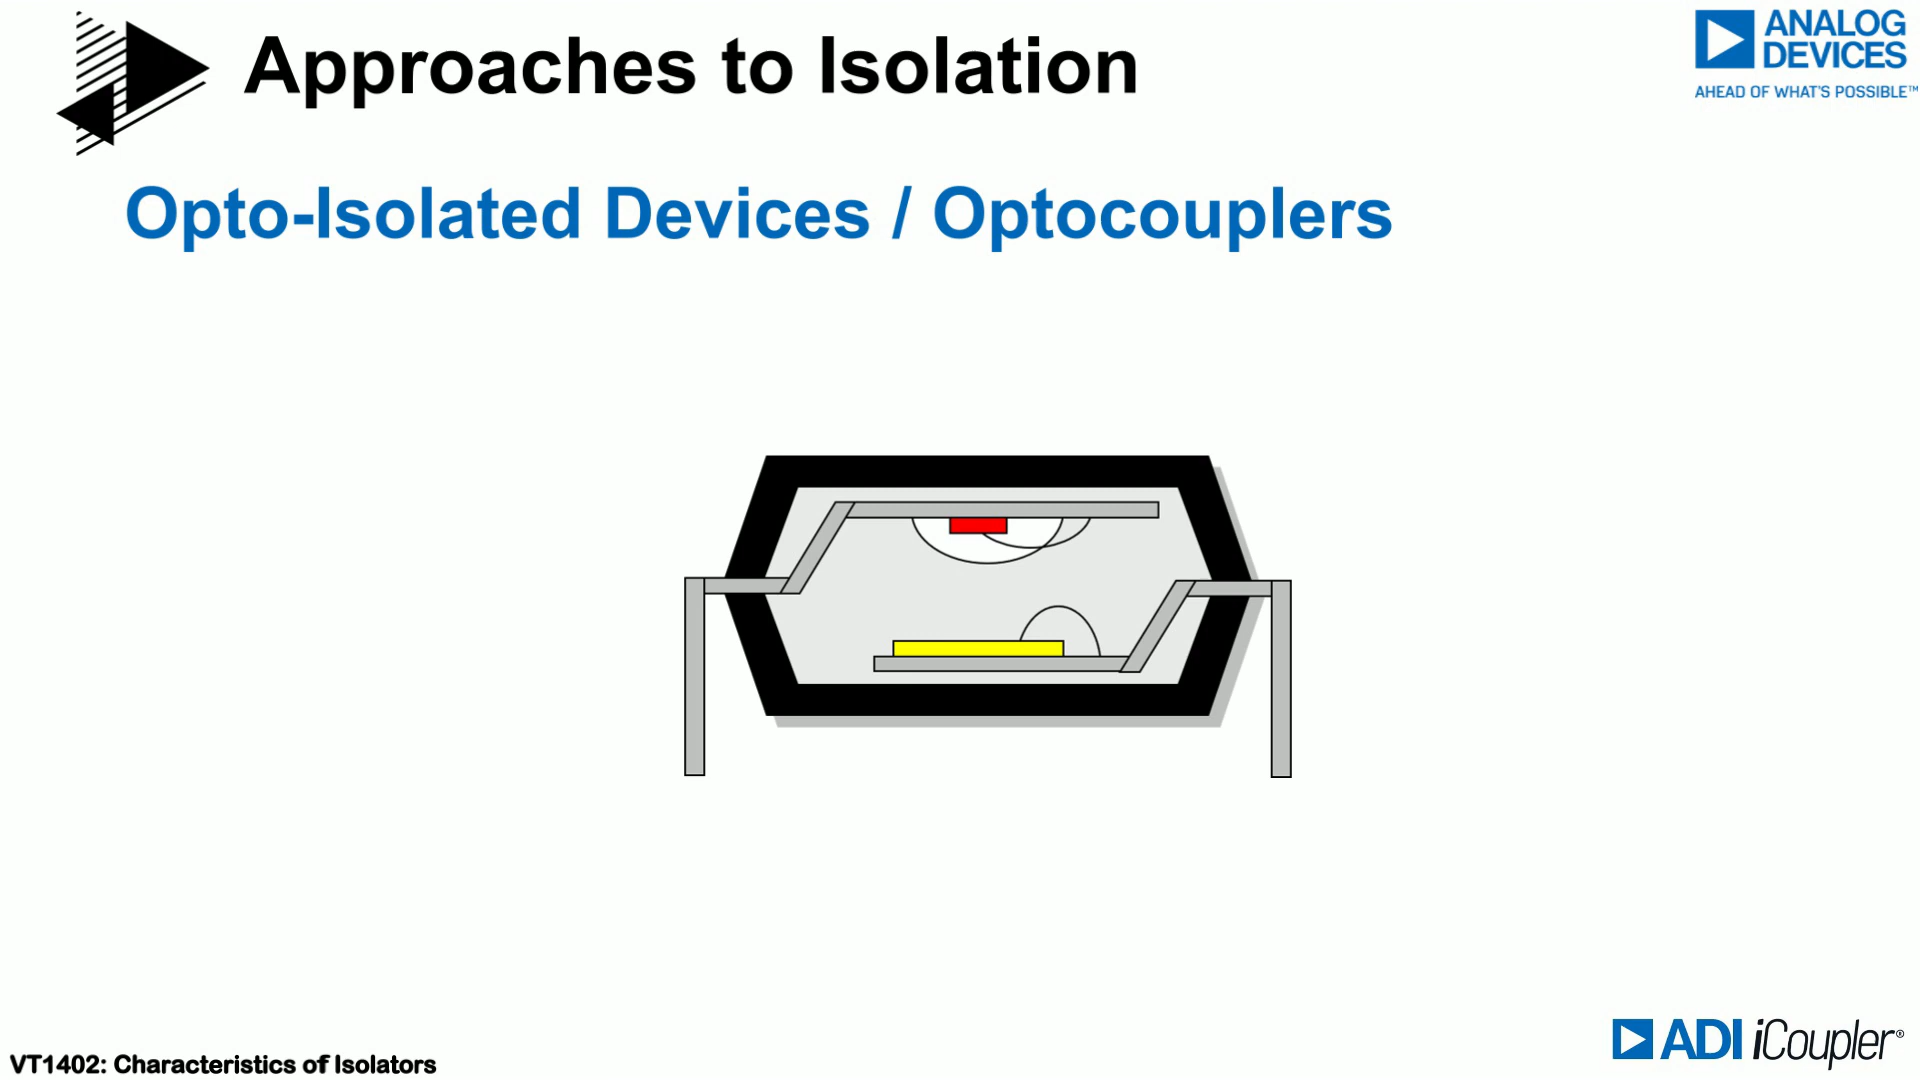 Approaches to Isolation
ANALOG
DEVICES
AHEAD OF WHAT'S POSSIBLE™
Opto-Isolated Devices / Optocouplers
VT1402: Characteristics of Isolators
ADI iCoupler®